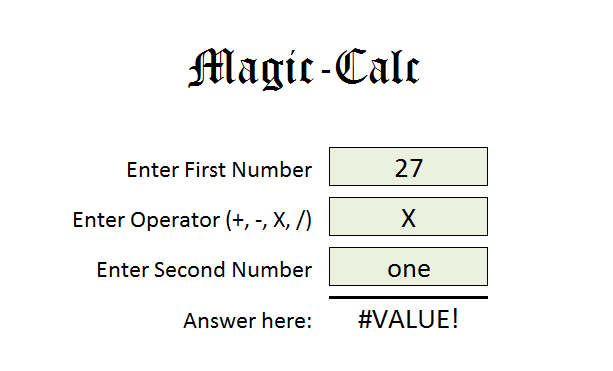 Magic-Calc
Enter First Number 27
Enter Operator (+, -, X, /) X
Enter Second Number one
Answer here: #VALUE!